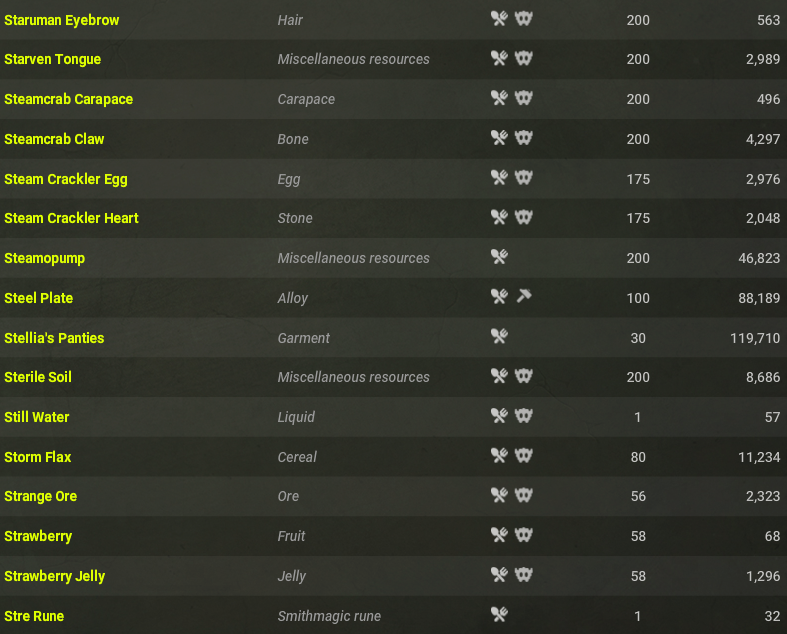 Staruman Eyebrow Hair 200 563
Starven Tongue Miscellaneous resources 200 2,989
Steamcrab Carapace Carapace 200 496
Steamcrab Claw Bone 200 4,297
Steam Crackler Egg Egg 175 2,976
Steam Crackler Heart Stone 175 2,048
Steamopump Miscellaneous resources 200 46,823
Steel Plate Alloy 100 88,189
Stellia's Panties Garment 30 119,710
Sterile Soil Miscellaneous resources 200 8,686
Still Water Liquid 1 57
Storm Flax Cereal 80 11,234
Strange Ore Ore 56 2,323
Strawberry Fruit 58 68
Strawberry Jelly Jelly 58 1,296
Stre Rune Smithmagic rune 1 32